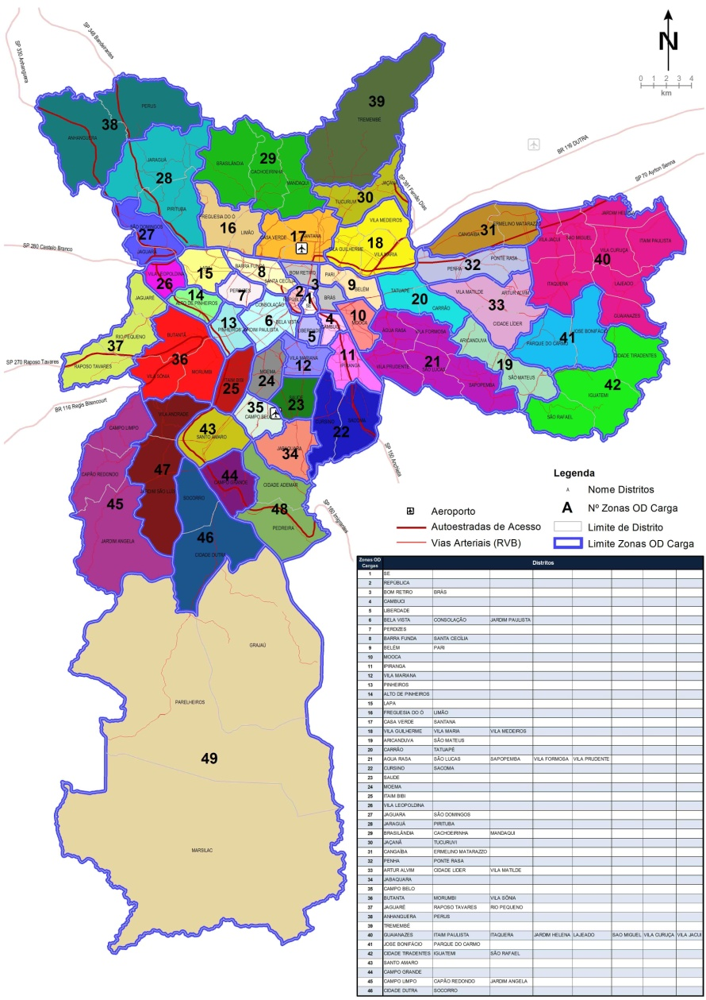 SP 348 Bandeirantes
SP 330 Anhanguera
N
0 1 2 3 4
km
39
TREMEMBÉ
PERUS
38
ANHANGUERA
BR 116 DUTRA
SP 70 Ayrton Senna
SP 381 Fernão Dias
JARAGUÁ
28
PIRITUBA
BRASILÂNDIA
29
CACHOEIRINHA
MANDAQUI
JAÇANÃ
30
TUCURUVI
SÃO DOMINGOS
27
JAGUARA
FREGUESIA DO Ó
16
LIMÃO
17
SANTANA
CASA VERDE
VILA MEDEIROS
18
VILA GUILHERME
VILA MARIA
ERMELINO MATARAZZO
31
CANGAÍBA
JARDIM HELENA
VILA JACUI
SÃO MIGUEL
ITAIM PAULISTA
VILA CURUÇA
40
ITAQUERA
LAJEADO
GUAIANAZES
PONTE RASA
32
PENHA
SP 280 Castelo Branco
VILA LEOPOLDINA
26
LAPA
15
BARRA FUNDA
8
SANTA CECÍLIA
BOM RETIRO
3
PARI
9
BELÉM
BRÁS
TATUAPÉ
20
CARRÃO
VILA MATILDE
ARTUR ALVIM
33
CIDADE LÍDER
JAGUARÉ
14
ALTO DE PINHEIROS
PERDIZES
7
2
REPÚBLICA
1
SÉ
CONSOLAÇÃO
6
BELA VISTA
JARDIM PAULISTA
LIBERDADE
5
4
CAMBUCI
10
MOOCA
13
PINHEIROS
RIO PEQUENO
37
RAPOSO TAVARES
SP 270 Raposo Tavares
BUTANTÃ
36
MORUMBI
VILA SÔNIA
BR 116 Regis Bitencourt
ITAIM BIBI
25
MOEMA
24
VILA MARIANA
12
11
IPIRANGA
AGUA RASA
VILA FORMOSA
21
VILA PRUDENTE
SÃO LUCAS
SAPOPEMBA
ARICANDUVA
19
SÃO MATEUS
PARQUE DO CARMO
41
JOSE BONIFÁCIO
CIDADE TIRADENTES
42
IGUATEMI
SÃO RAFAEL
SAÚDE
23
35
CAMPO BELO
CURSINO
SACOMA
22
JABAQUARA
34
SP 150 Anchieta
SP 160 Imigrantes
43
SANTO AMARO
VILA ANDRADE
47
JARDIM SÃO LUIS
CAMPO LIMPO
CAPÃO REDONDO
45
JARDIM ANGELA
44
CAMPO GRANDE
CIDADE ADEMAR
48
PEDREIRA
SOCORRO
46
CIDADE DUTRA
GRAJAÚ
PARELHEIROS
49
MARSILAC
Legenda
A Nome Distritos
A Nº Zonas OD Carga
Aeroporto
Autoestradas de Acesso
Vias Arteriais (RVB)
Limite de Distrito
Limite Zonas OD Carga
Zonas OD Cargas Distritos
1 SE
2 REPÚBLICA
3 BOM RETIRO BRÁS
4 CAMBUCI
5 LIBERDADE
6 BELA VISTA CONSOLAÇÃO JARDIM PAULISTA
7 PERDIZES
8 BARRA FUNDA SANTA CECÍLIA
9 BELÉM PARI
10 MOOCA
11 IPIRANGA
12 VILA MARIANA
13 PINHEIROS
14 ALTO DE PINHEIROS
15 LAPA
16 FREGUESIA DO Ó LIMÃO
17 CASA VERDE SANTANA
18 VILA GUILHERME VILA MARIA VILA MEDEIROS
19 ARICANDUVA SÃO MATEUS
20 CARRÃO TATUAPÉ
21 AGUA RASA SÃO LUCAS SAPOPEMBA VILA FORMOSA VILA PRUDENTE
22 CURSINO SACOMA
23 SAUDE
24 MOEMA
25 ITAIM BIBI
26 VILA LEOPOLDINA
27 JAGUARA SÃO DOMINGOS
28 JARAGUÁ PIRITUBA
29 BRASILÂNDIA CACHOEIRINHA MANDAQUI
30 JAÇANÃ TUCURUVI
31 CANGAÍBA ERMELINO MATARAZZO
32 PENHA PONTE RASA
33 ARTUR ALVIM CIDADE LIDER VILA MATILDE
34 JABAQUARA
35 CAMPO BELO
36 BUTANTA MORUMBI VILA SÔNIA
37 JAGUARÉ RAPOSO TAVARES RIO PEQUENO
38 ANHANGUERA PERUS
39 TREMEMBÉ
40 GUAIANAZES ITAIM PAULISTA ITAQUERA JARDIM HELENA LAJEADO SAO MIGUEL VILA CURUÇA VILA JACUI
41 JOSE BONIFÁCIO PARQUE DO CARMO
42 CIDADE TIRADENTES IGUATEMI SÃO RAFAEL
43 SANTO AMARO
44 CAMPO GRANDE
45 CAMPO LIMPO CAPÃO REDONDO JARDIM ANGELA
46 CIDADE DUTRA SOCORRO